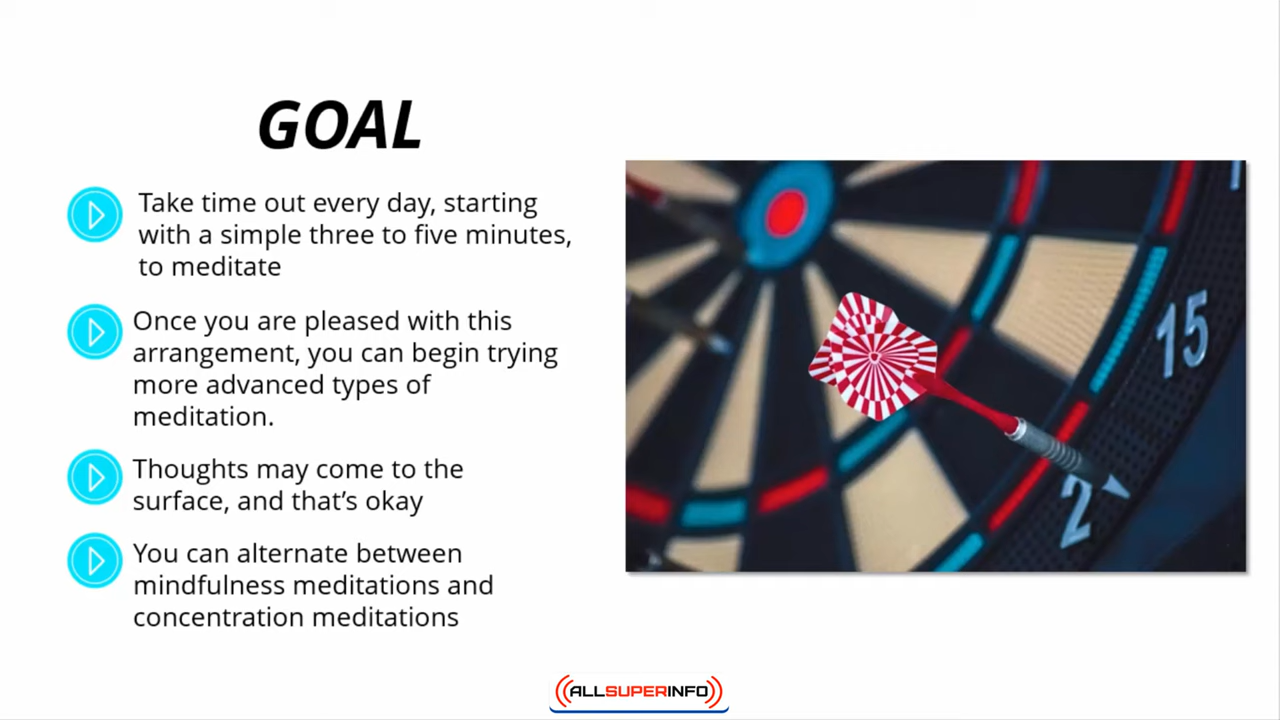 GOAL
Take time out every day, starting
with a simple three to five minutes,
to meditate
Once you are pleased with this
arrangement, you can begin trying
more advanced types of
meditation.
Thoughts may come to the
surface, and that’s okay
You can alternate between
mindfulness meditations and
concentration meditations
15
2
ALLSUPERINFO